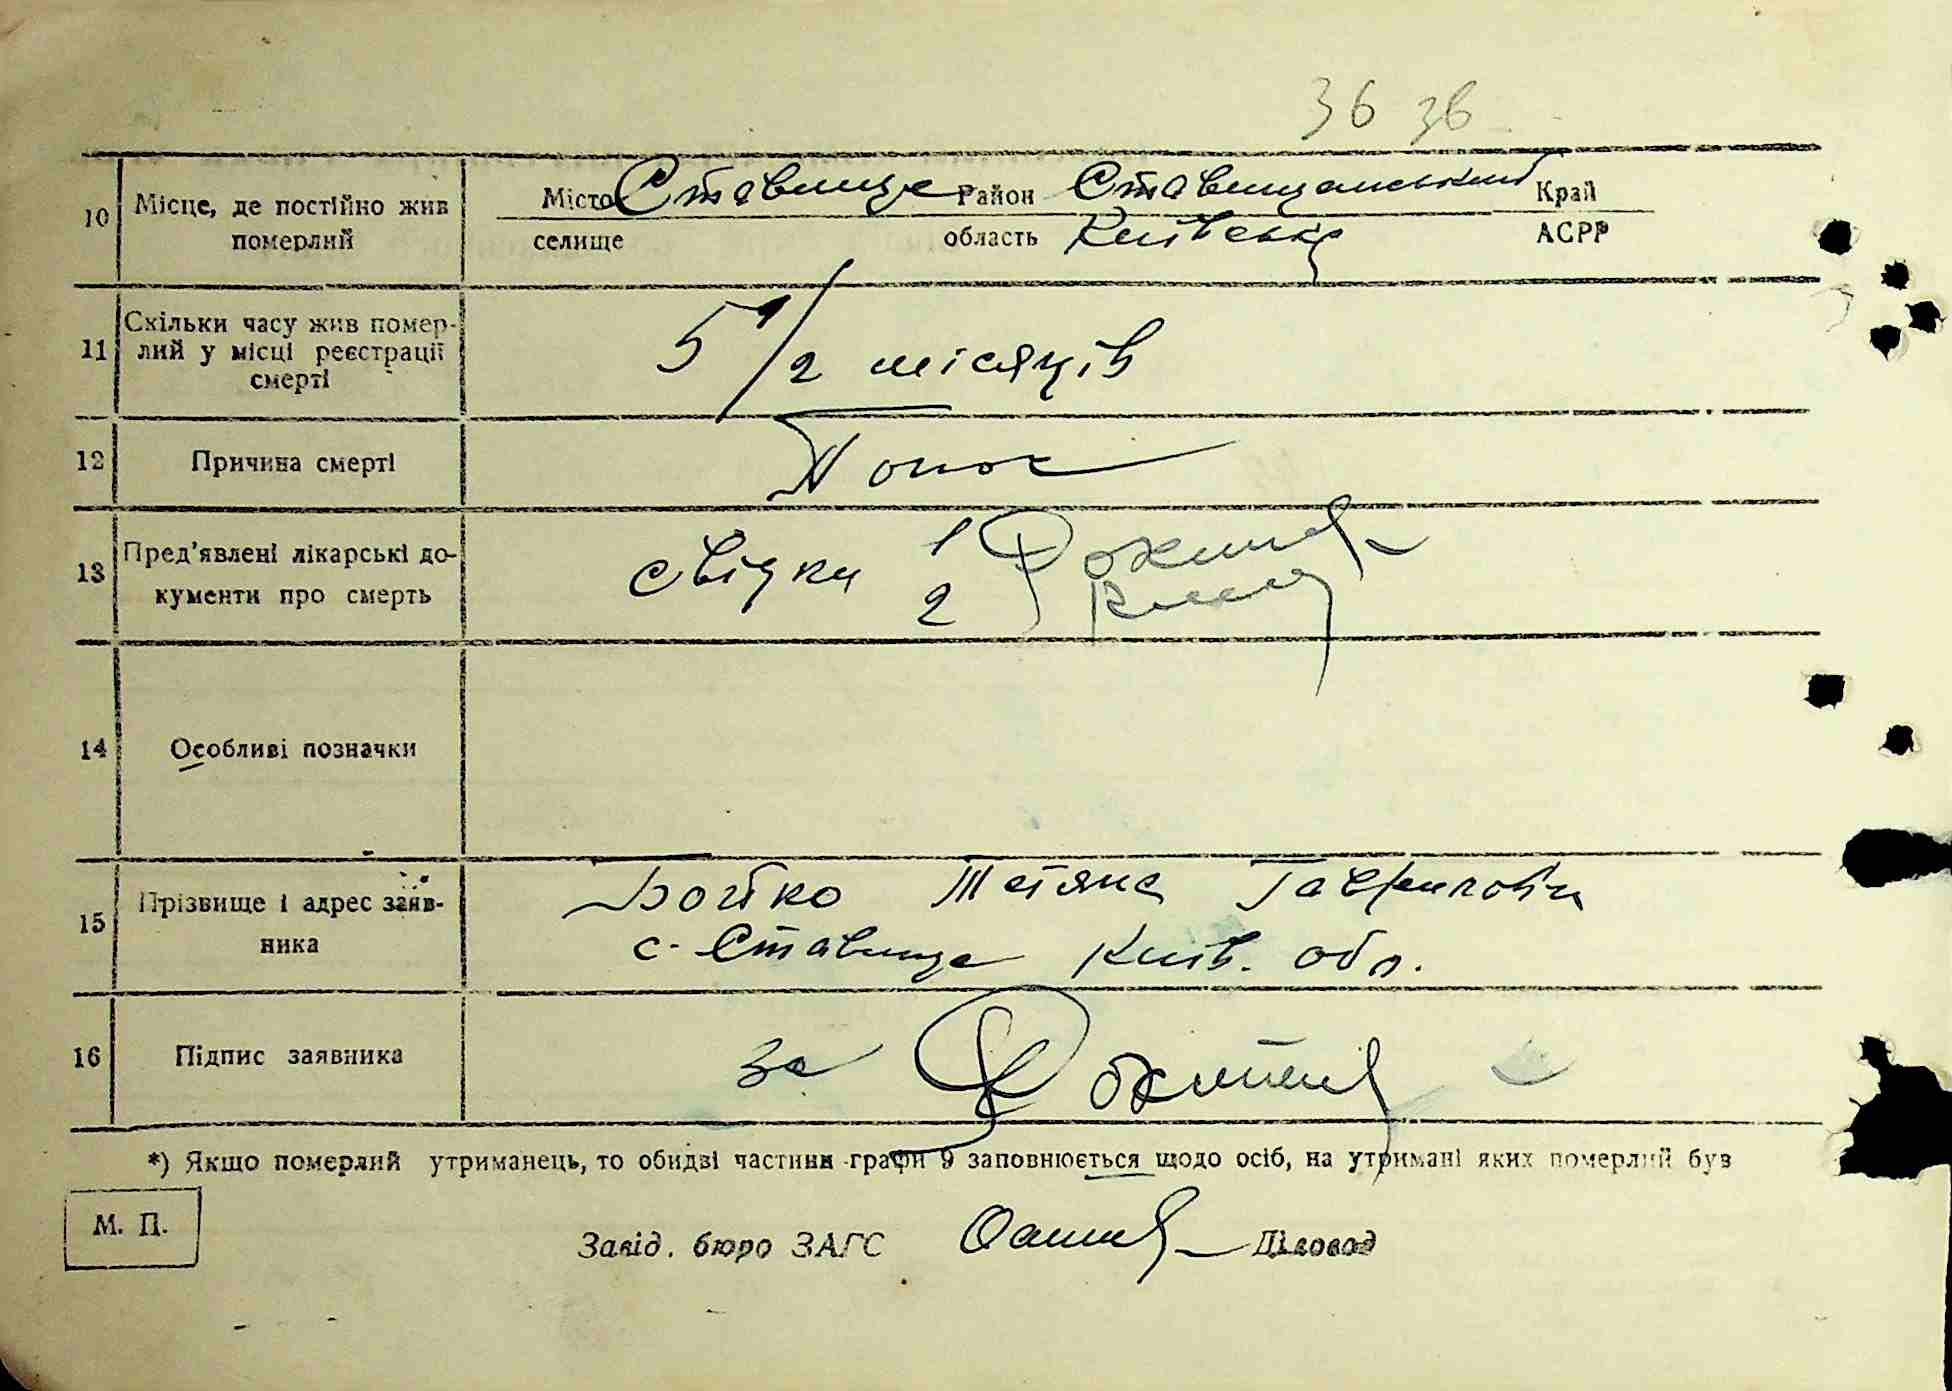 36 36
10 Місце, де постійно жив померлий
Місто Ставище Район Ставищанський Край
селище область Київська АСРР
11 Скільки часу жив померлий у місці реєстрації смерті
5 1/2 місяців
12 Причина смерті
Понос
13 Пред'явлені лікарські документи про смерть
свідки 1
2
14 Особливі позначки
15 Прізвище і адрес заявника
Бойко Тетяна Гавриловна
с. Ставище Київ. обл.
16 Підпис заявника
за
*) Якщо померлий утриманець, то обидві частини графи 9 заповнюється щодо осіб, на утримані яких померлий був
М. П.
Завід. бюро ЗАГС Діловод